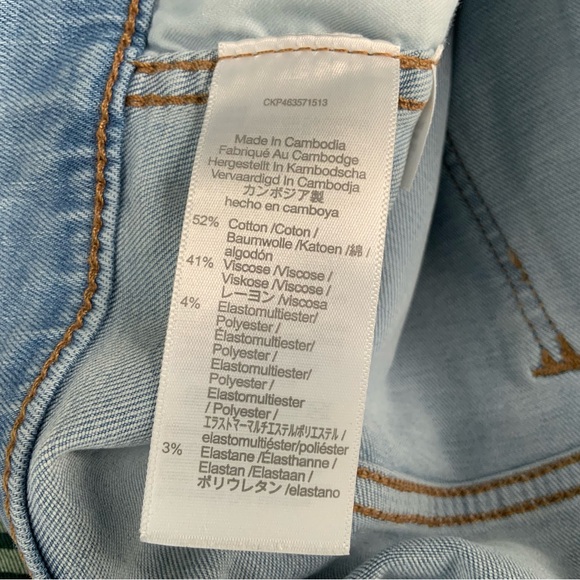 CKP463571513
Made In Cambodia
Fabriqué Au Cambodge
Hergestellt In Kambodscha
Vervaardigd In Cambodja
カンボジア製
hecho en camboya
52% Cotton /Coton /
Baumwolle /Katoen /綿 /
algodón
41% Viscose /Viscose /
Viskose /Viscose /
レーヨン /viscosa
4% Elastomultiester/
Polyester /
Élastomultiester/
Polyester /
Elastomultiester/
Polyester /
Elastomultiester
/ Polyester /
エラストマーマルチエステル/ポリエステル /
elastomultiéster/poliéster
3% Elastane /Élasthanne /
Elastan /Elastaan /
ポリウレタン /elastano